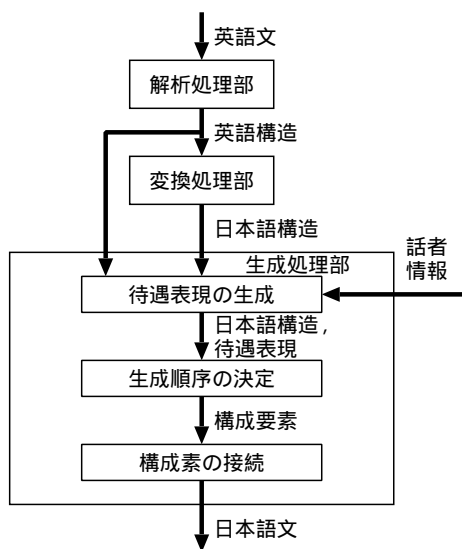 英語文
解析処理部
英語構造
変換処理部
日本語構造
生成処理部
話者
情報
待遇表現の生成
日本語構造，
待遇表現
生成順序の決定
構成要素
構成素の接続
日本語文